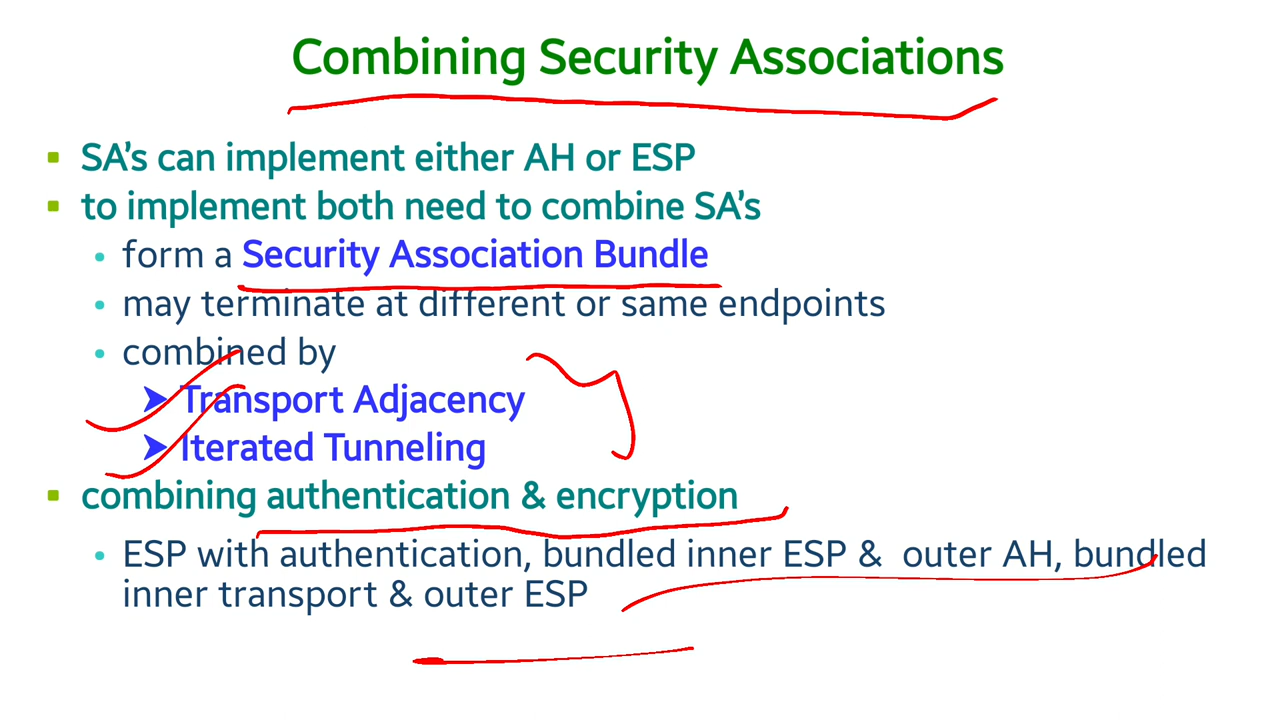 Combining Security Associations
SA's can implement either AH or ESP
to implement both need to combine SA's
form a Security Association Bundle
may terminate at different or same endpoints
combined by
Transport Adjacency
Iterated Tunneling
combining authentication & encryption
ESP with authentication, bundled inner ESP & outer AH, bundled
inner transport & outer ESP